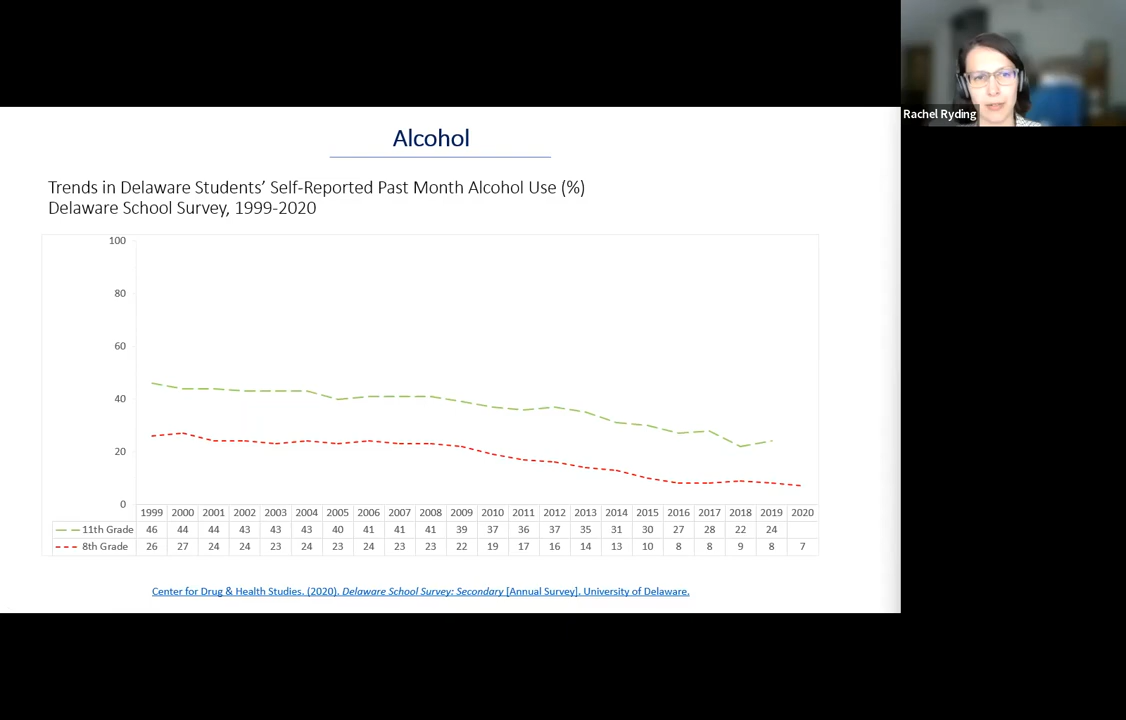 Rachel Ryding
Alcohol
Trends in Delaware Students' Self-Reported Past Month Alcohol Use (%)
Delaware School Survey, 1999-2020
100
80
60
40
20
0
1999 2000 2001 2002 2003 2004 2005 2006 2007 2008 2009 2010 2011 2012 2013 2014 2015 2016 2017 2018 2019 2020
11th Grade 46 44 44 43 43 43 40 41 41 41 39 37 36 37 35 31 30 27 28 22 24
8th Grade 26 27 24 24 23 24 23 24 23 23 22 19 17 16 14 13 10 8 8 9 8 7
Center for Drug & Health Studies. (2020). Delaware School Survey: Secondary [Annual Survey]. University of Delaware.